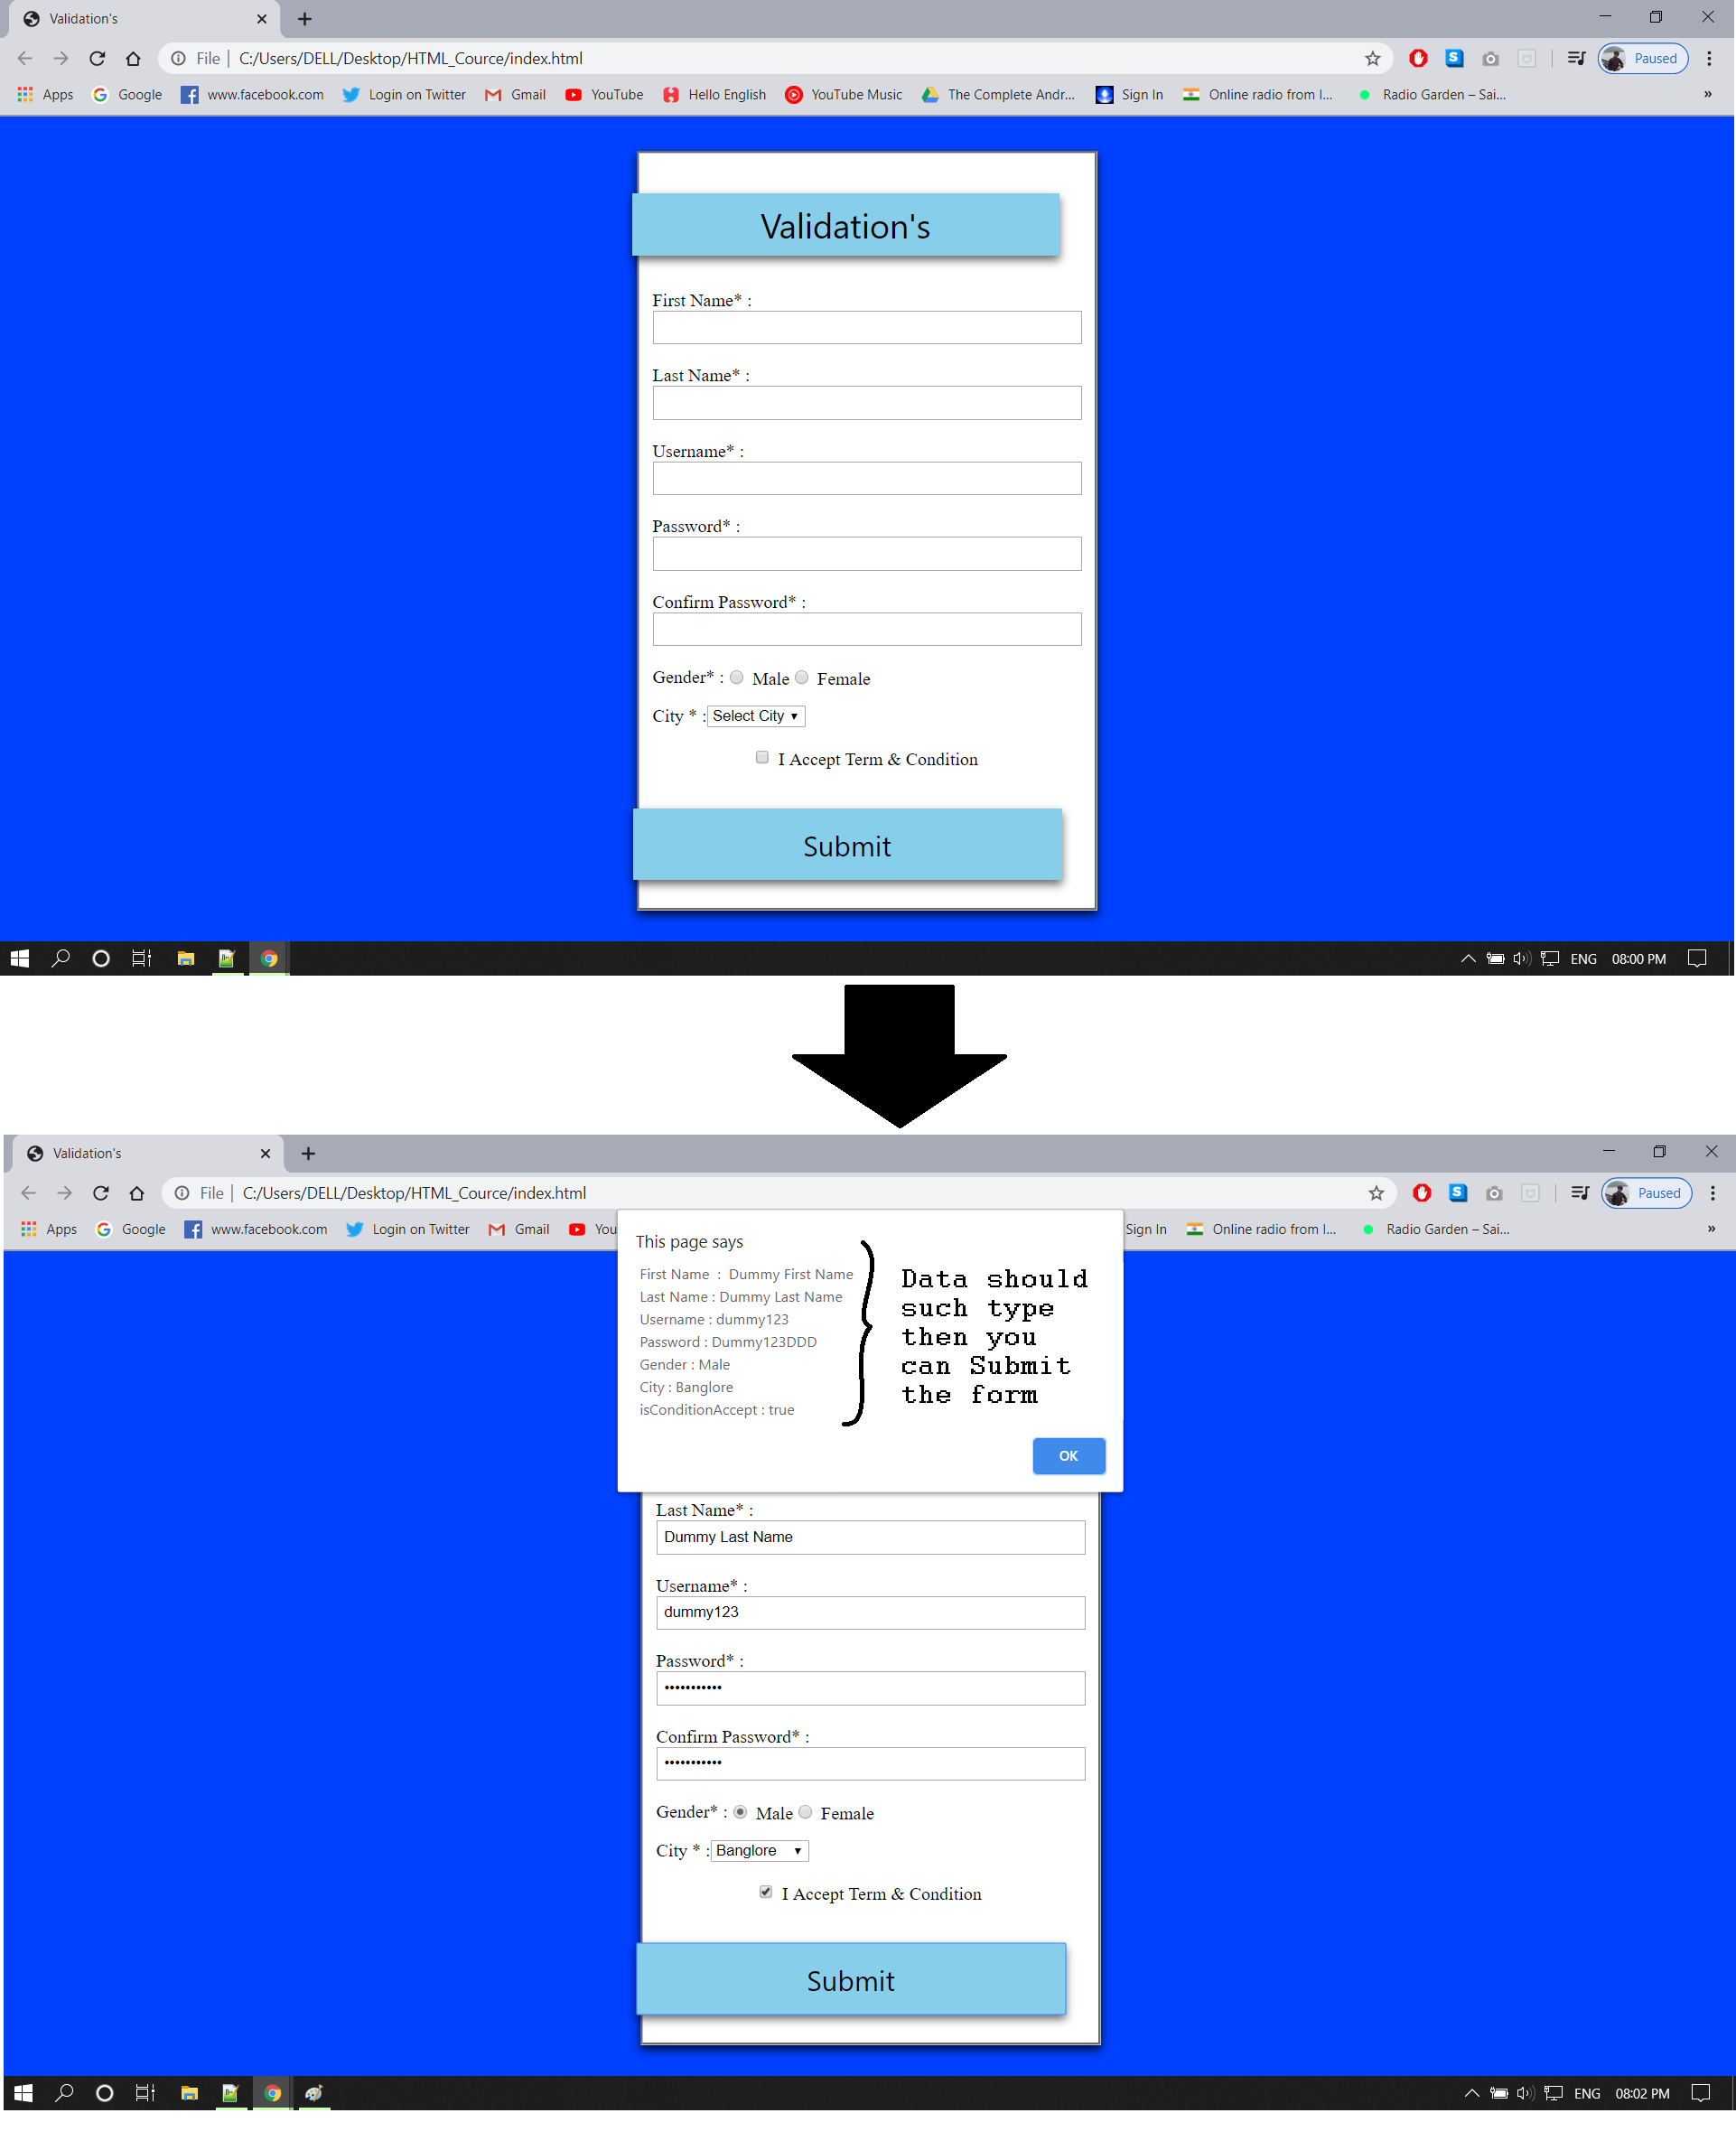 Validation's
File | C:/Users/DELL/Desktop/HTML_Cource/index.html
Paused
Apps Google www.facebook.com Login on Twitter Gmail YouTube Hello English YouTube Music The Complete Andr... Sign In Online radio from I... Radio Garden – Sai... »
Validation's
First Name* :
Last Name* :
Username* :
Password* :
Confirm Password* :
Gender* : Male Female
City * : Select City
I Accept Term & Condition
Submit
ENG 08:00 PM
Validation's
File | C:/Users/DELL/Desktop/HTML_Cource/index.html
Paused
Apps Google www.facebook.com Login on Twitter Gmail You Sign In Online radio from I... Radio Garden – Sai... »
This page says
First Name : Dummy First Name
Last Name : Dummy Last Name
Username : dummy123
Password : Dummy123DDD
Gender : Male
City : Banglore
isConditionAccept : true
Data should
such type
then you
can Submit
the form
OK
Last Name* :
Dummy Last Name
Username* :
dummy123
Password* :
•••••••••••
Confirm Password* :
•••••••••••
Gender* : Male Female
City * : Banglore
I Accept Term & Condition
Submit
ENG 08:02 PM